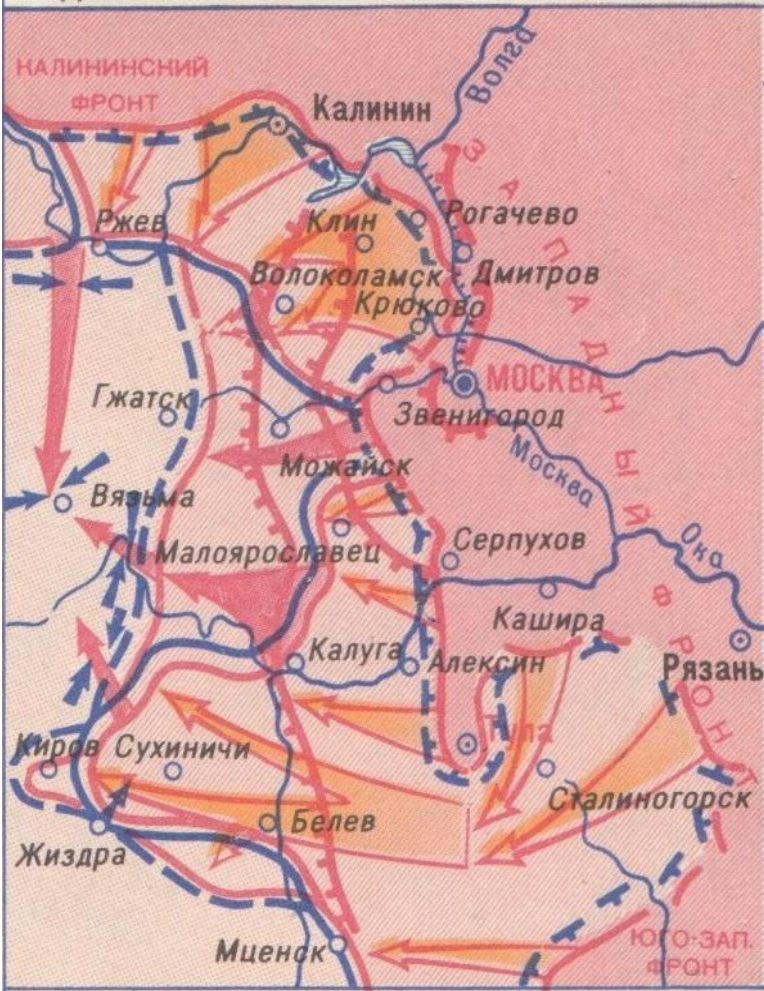 КАЛИНИНСКИЙ
ФРОНТ
Калинин
Волга
Ржев
Клин
Рогачево
Волоколамск
Дмитров
Крюково
ЗАПАДНЫЙ ФРОНТ
МОСКВА
Гжатск
Звенигород
Москва
Можайск
Вязьма
Малоярославец
Серпухов
Ока
Кашира
Калуга
Алексин
Рязань
Тула
Киров
Сухиничи
Сталиногорск
Белев
Жиздра
Мценск
ЮГО-ЗАП.
ФРОНТ